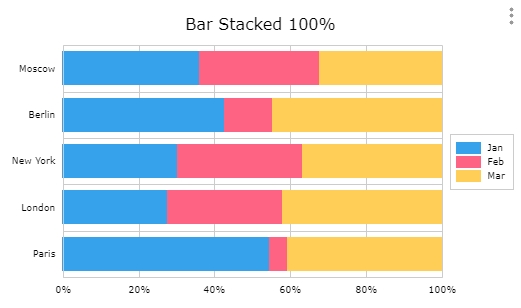 Bar Stacked 100%
Moscow
Berlin
New York
London
Paris
Jan
Feb
Mar
0% 20% 40% 60% 80% 100%